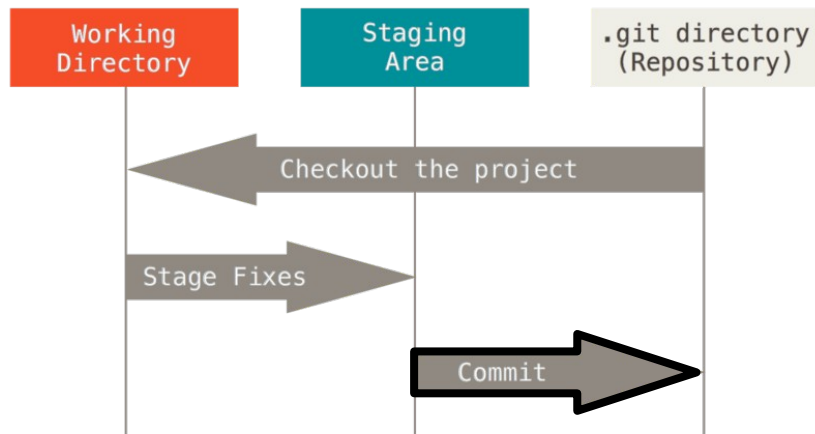 Working
Directory
Staging
Area
.git directory
(Repository)
Checkout the project
Stage Fixes
Commit